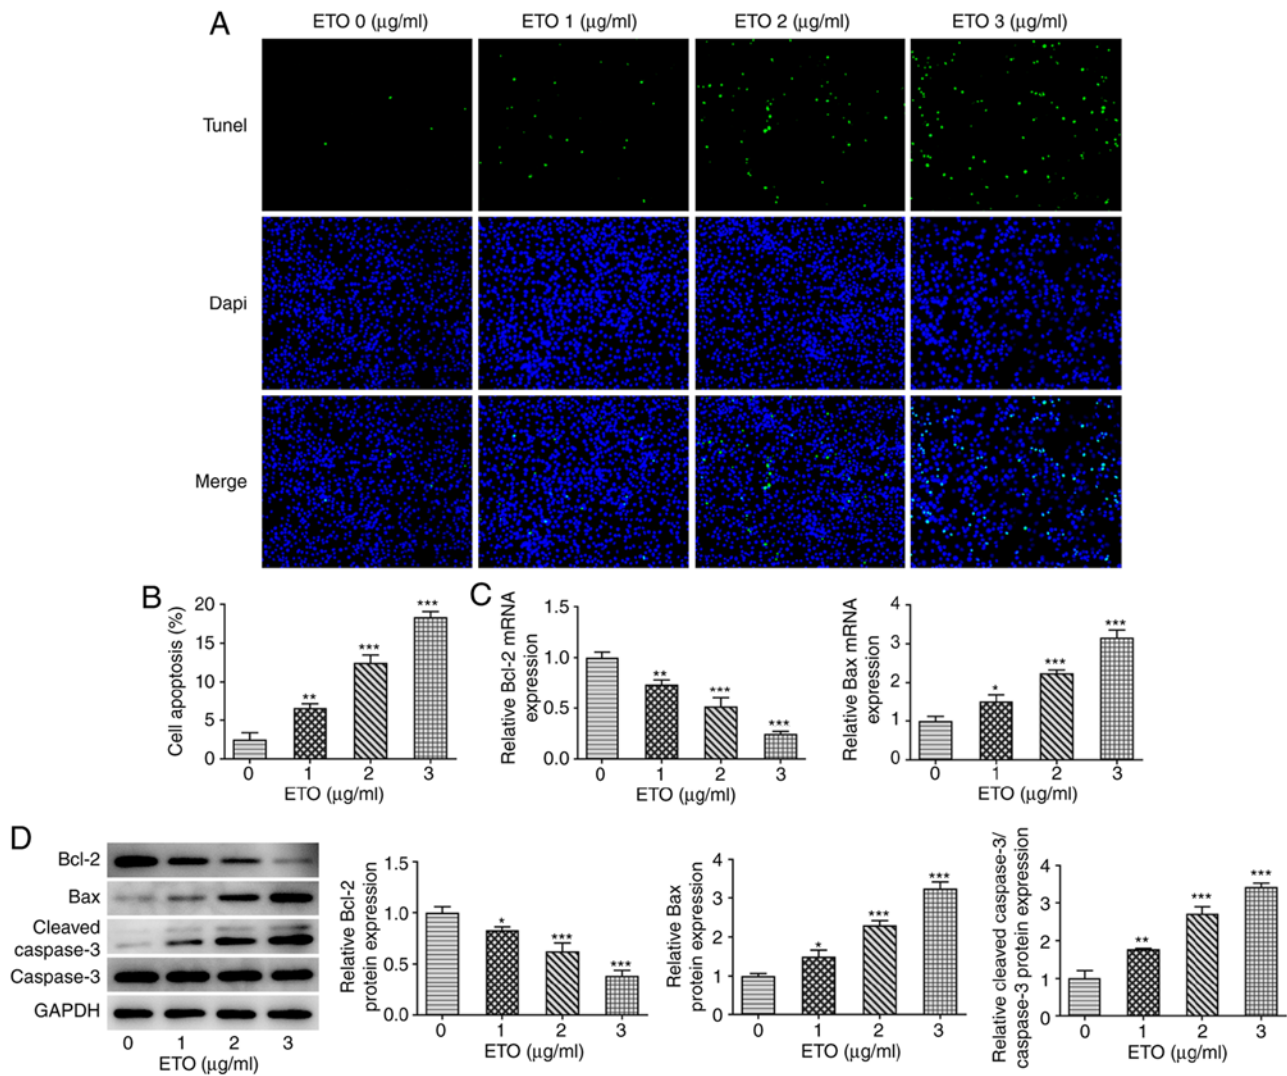 A
ETO 0 (μg/ml)
ETO 1 (μg/ml)
ETO 2 (μg/ml)
ETO 3 (μg/ml)
Tunel
Dapi
Merge
B
Cell apoptosis (%)
20
15
10
5
0
**
***
***
0
1
2
3
ETO (μg/ml)
C
Relative Bcl-2 mRNA
expression
1.5
1.0
0.5
0.0
**
***
***
0
1
2
3
ETO (μg/ml)
Relative Bax mRNA
expression
4
3
2
1
0
*
***
***
0
1
2
3
ETO (μg/ml)
D
Bcl-2
Bax
Cleaved
caspase-3
Caspase-3
GAPDH
0
1
2
3
ETO (μg/ml)
Relative Bcl-2
protein expression
1.5
1.0
0.5
0.0
*
***
***
0
1
2
3
ETO (μg/ml)
Relative Bax
protein expression
4
3
2
1
0
*
***
***
0
1
2
3
ETO (μg/ml)
Relative cleaved caspase-3/
caspase-3 protein expression
4
3
2
1
0
**
***
***
0
1
2
3
ETO (μg/ml)